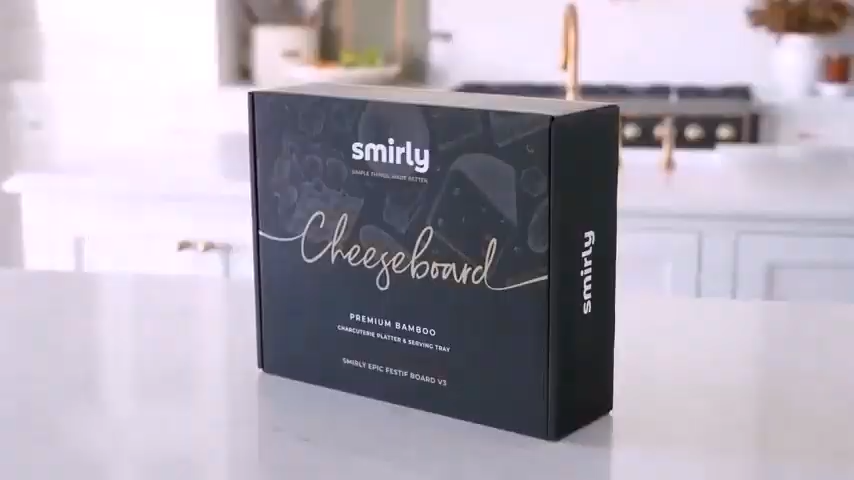 smirly
SIMPLE THINGS, MADE BETTER.
Cheeseboard
PREMIUM BAMBOO
CHARCUTERIE PLATTER & SERVING TRAY
SMIRLY EPIC FESTIF BOARD V3
smirly